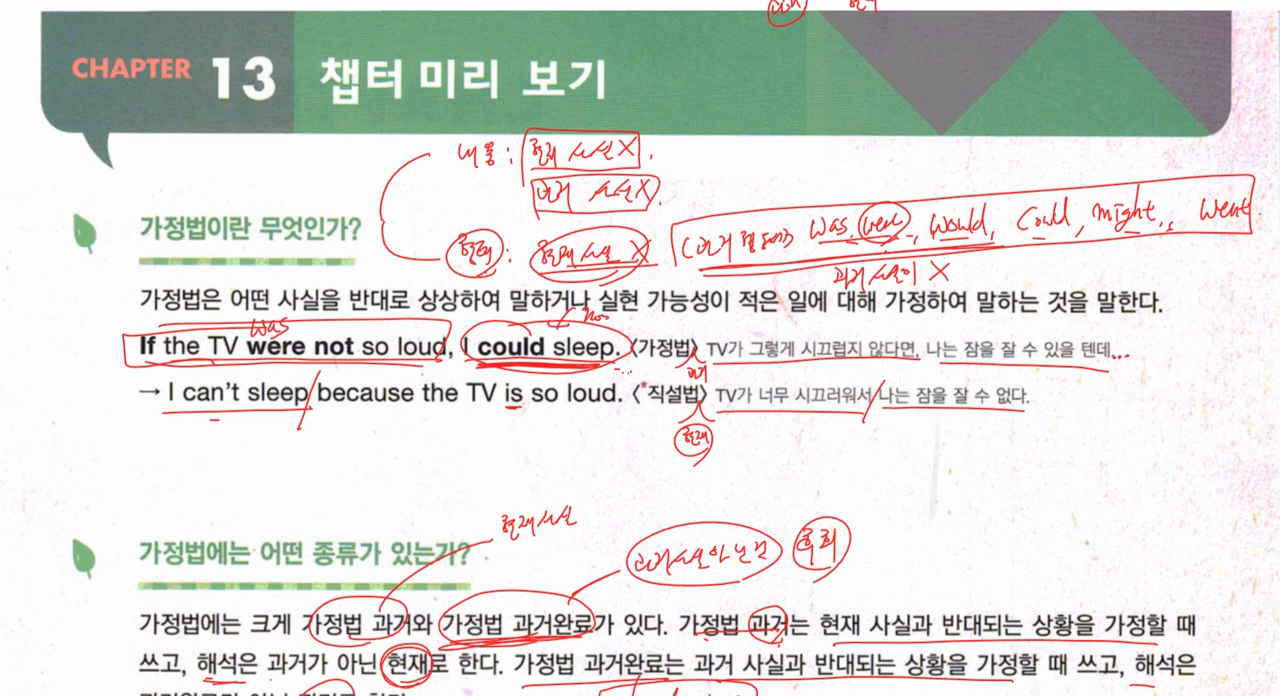 CHAPTER 13 챕터 미리 보기
내용: 현재 사실 X.
과거 사실 X.
가정법이란 무엇인가?
형태: 현재 사실 X (과거 형태 was, were, would, could, might, went.
과거 사실이 X
가정법은 어떤 사실을 반대로 상상하여 말하거나 실현 가능성이 적은 일에 대해 가정하여 말하는 것을 말한다.
was
If the TV were not so loud, I could sleep. 〈가정법〉 TV가 그렇게 시끄럽지 않다면, 나는 잠을 잘 수 있을 텐데...
과거
→ I can't sleep / because the TV is so loud. 〈*직설법〉 TV가 너무 시끄러워서 / 나는 잠을 잘 수 없다.
현재
현재사실
가정법에는 어떤 종류가 있는가?
과거사실 아닌 것 후회
가정법에는 크게 가정법 과거와 가정법 과거완료가 있다. 가정법 과거는 현재 사실과 반대되는 상황을 가정할 때
쓰고, 해석은 과거가 아닌 현재로 한다. 가정법 과거완료는 과거 사실과 반대되는 상황을 가정할 때 쓰고, 해석은